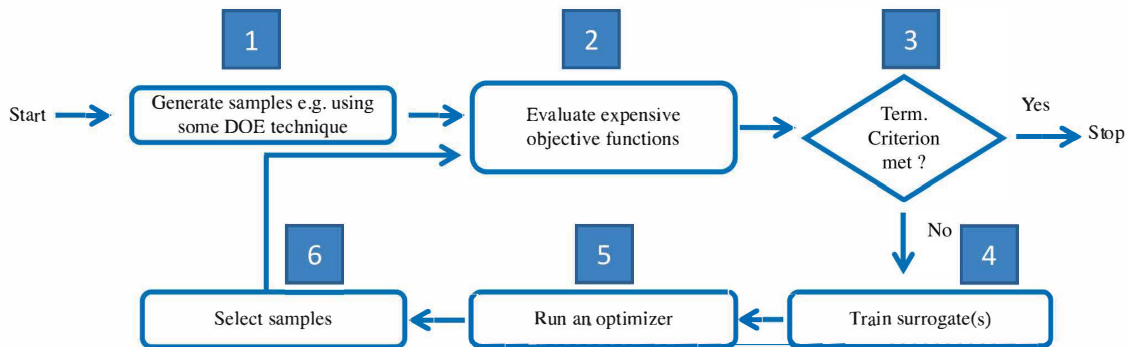 1
2
3
Start
Generate samples e.g. using
some DOE technique
Evaluate expensive
objective functions
Term.
Criterion
met ?
Yes
Stop
No
6
5
4
Select samples
Run an optimizer
Train surrogate(s)